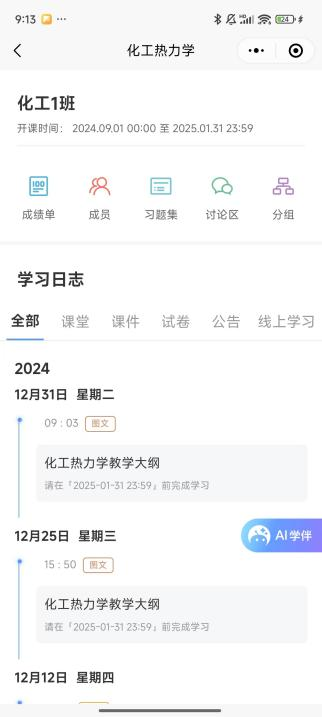 9:13
24
化工热力学
化工1班
开课时间： 2024.09.01 00:00 至 2025.01.31 23:59
100
成绩单 成员 习题集 讨论区 分组
学习日志
全部 课堂 课件 试卷 公告 线上学习
2024
12月31日 星期二
09 : 03 图文
化工热力学教学大纲
请在「2025-01-31 23:59」前完成学习
AI学伴
12月25日 星期三
15 : 50 图文
化工热力学教学大纲
请在「2025-01-31 23:59」前完成学习
12月12日 星期四